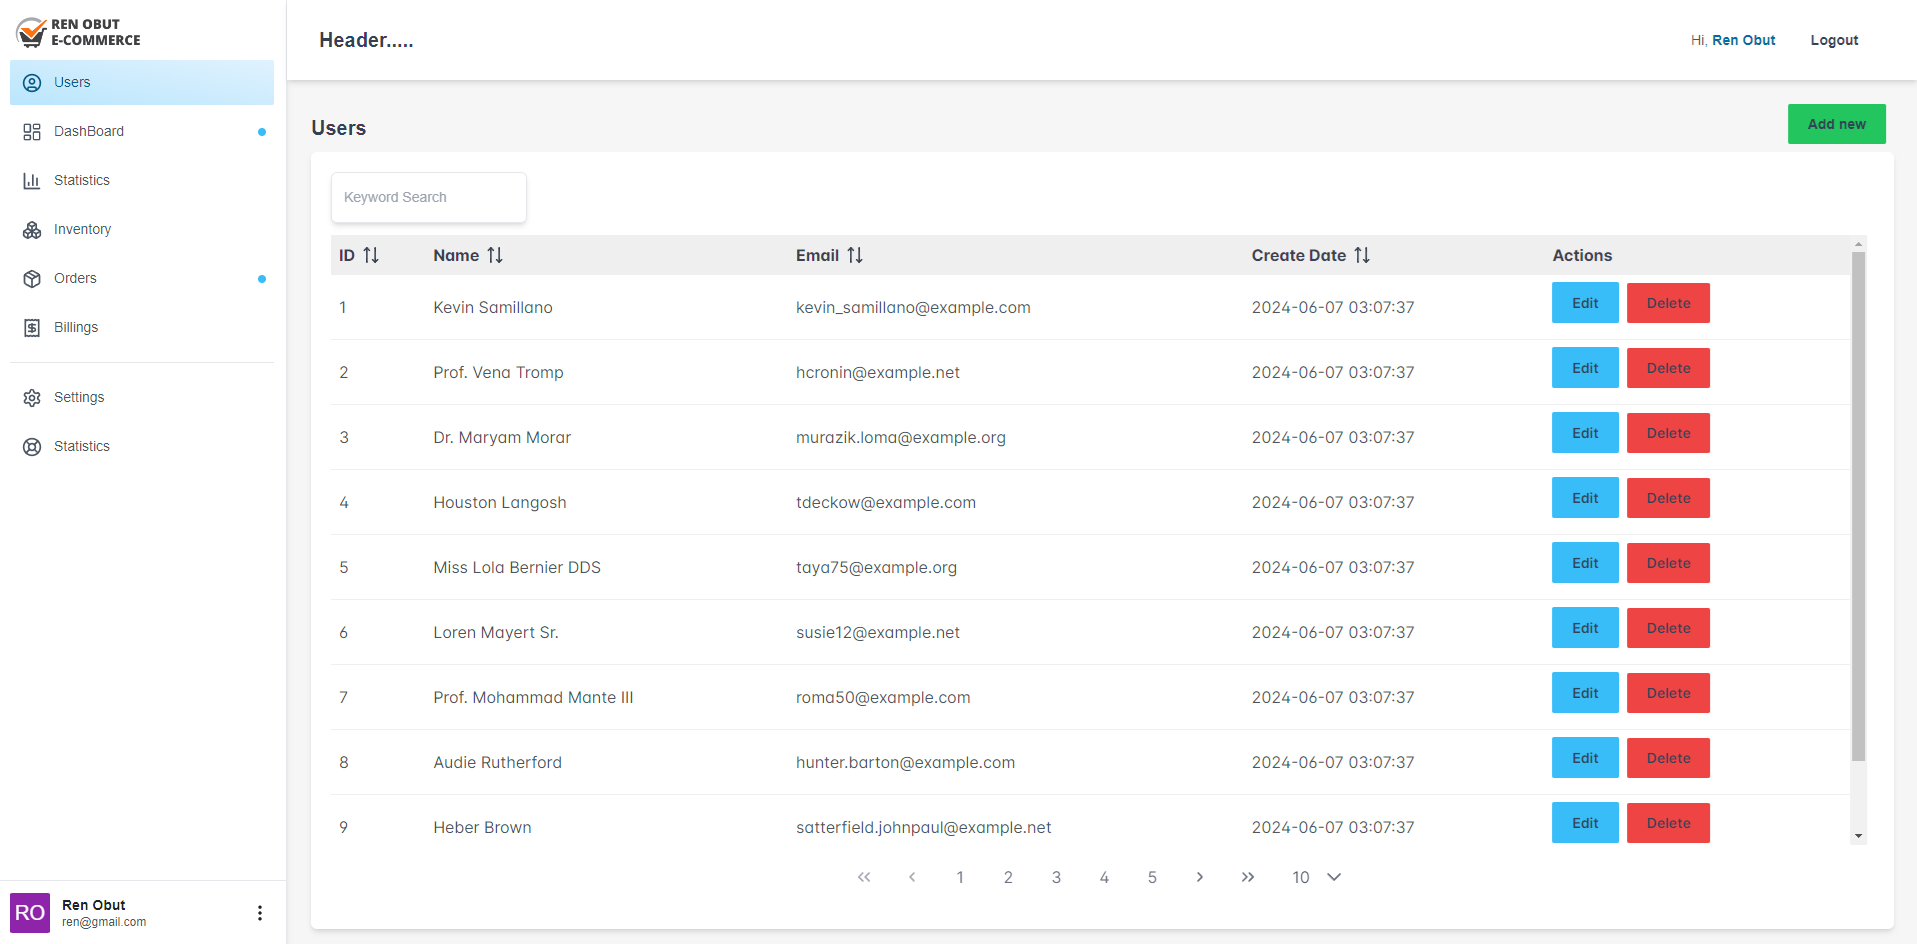 REN OBUT
E-COMMERCE
Users
DashBoard
Statistics
Inventory
Orders
Billings
Settings
Statistics
RO
Ren Obut
ren@gmail.com
Header.....
Hi, Ren Obut
Logout
Users
Add new
Keyword Search
ID Name Email Create Date Actions
1 Kevin Samillano kevin_samillano@example.com 2024-06-07 03:07:37 Edit Delete
2 Prof. Vena Tromp hcronin@example.net 2024-06-07 03:07:37 Edit Delete
3 Dr. Maryam Morar murazik.loma@example.org 2024-06-07 03:07:37 Edit Delete
4 Houston Langosh tdeckow@example.com 2024-06-07 03:07:37 Edit Delete
5 Miss Lola Bernier DDS taya75@example.org 2024-06-07 03:07:37 Edit Delete
6 Loren Mayert Sr. susie12@example.net 2024-06-07 03:07:37 Edit Delete
7 Prof. Mohammad Mante III roma50@example.com 2024-06-07 03:07:37 Edit Delete
8 Audie Rutherford hunter.barton@example.com 2024-06-07 03:07:37 Edit Delete
9 Heber Brown satterfield.johnpaul@example.net 2024-06-07 03:07:37 Edit Delete
1 2 3 4 5 10